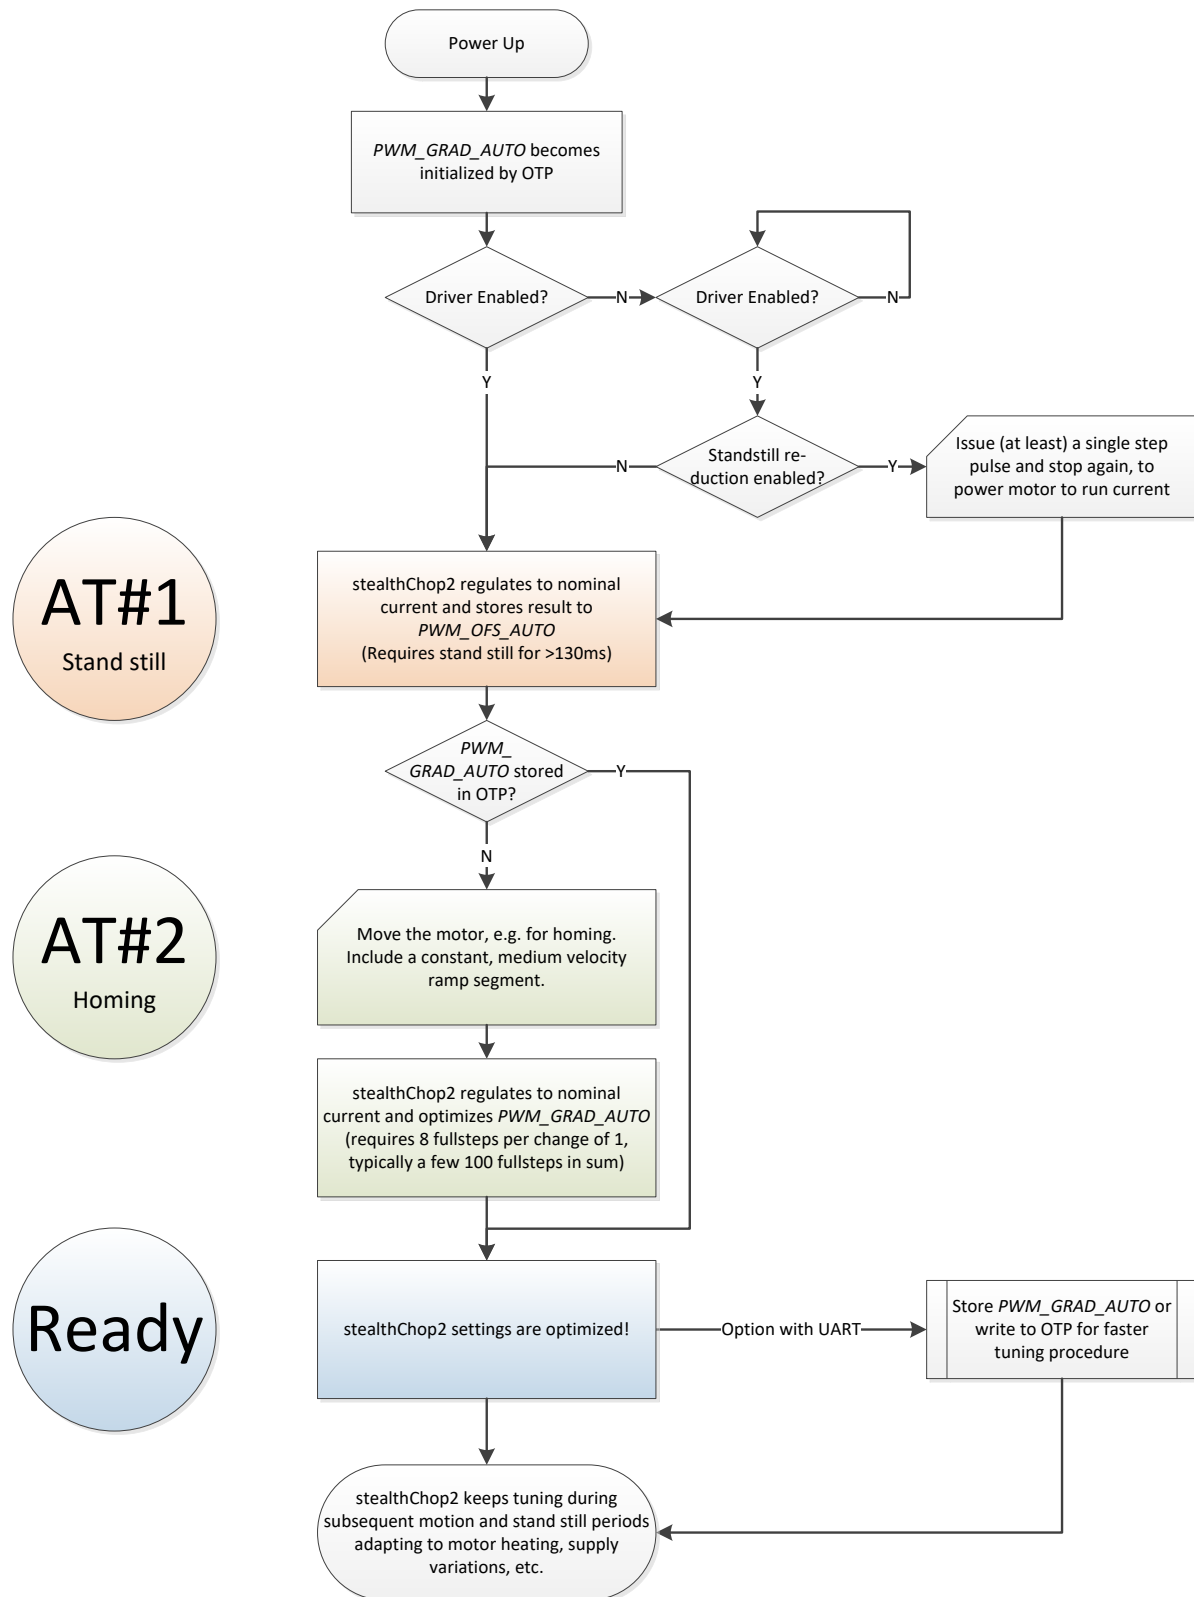 Power Up
PWM_GRAD_AUTO becomes
initialized by OTP
Driver Enabled?
N
Driver Enabled?
N
Y
Y
Standstill re-
duction enabled?
N
Y
Issue (at least) a single step
pulse and stop again, to
power motor to run current
AT#1
Stand still
stealthChop2 regulates to nominal
current and stores result to
PWM_OFS_AUTO
(Requires stand still for >130ms)
PWM_
GRAD_AUTO stored
in OTP?
Y
N
AT#2
Homing
Move the motor, e.g. for homing.
Include a constant, medium velocity
ramp segment.
stealthChop2 regulates to nominal
current and optimizes PWM_GRAD_AUTO
(requires 8 fullsteps per change of 1,
typically a few 100 fullsteps in sum)
Ready
stealthChop2 settings are optimized!
Option with UART
Store PWM_GRAD_AUTO or
write to OTP for faster
tuning procedure
stealthChop2 keeps tuning during
subsequent motion and stand still periods
adapting to motor heating, supply
variations, etc.